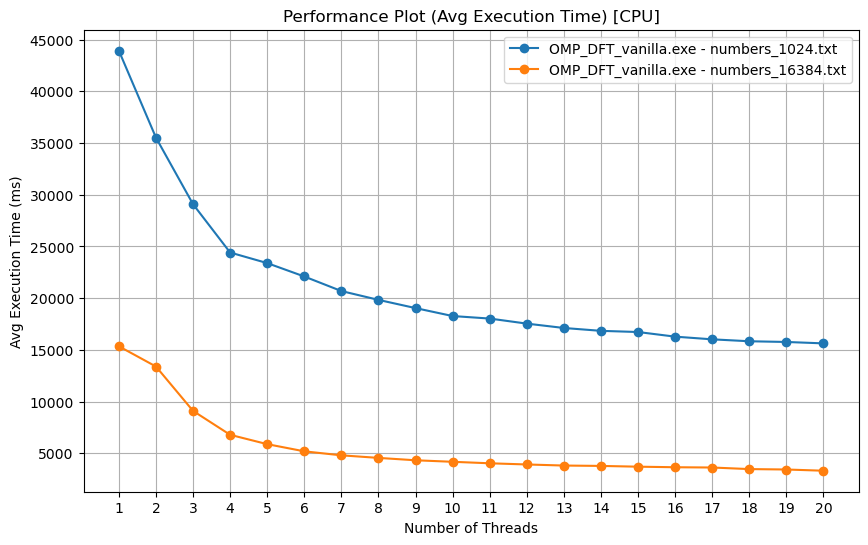 Performance Plot (Avg Execution Time) [CPU]
OMP_DFT_vanilla.exe - numbers_1024.txt
OMP_DFT_vanilla.exe - numbers_16384.txt
Avg Execution Time (ms)
45000
40000
35000
30000
25000
20000
15000
10000
5000
1 2 3 4 5 6 7 8 9 10 11 12 13 14 15 16 17 18 19 20
Number of Threads